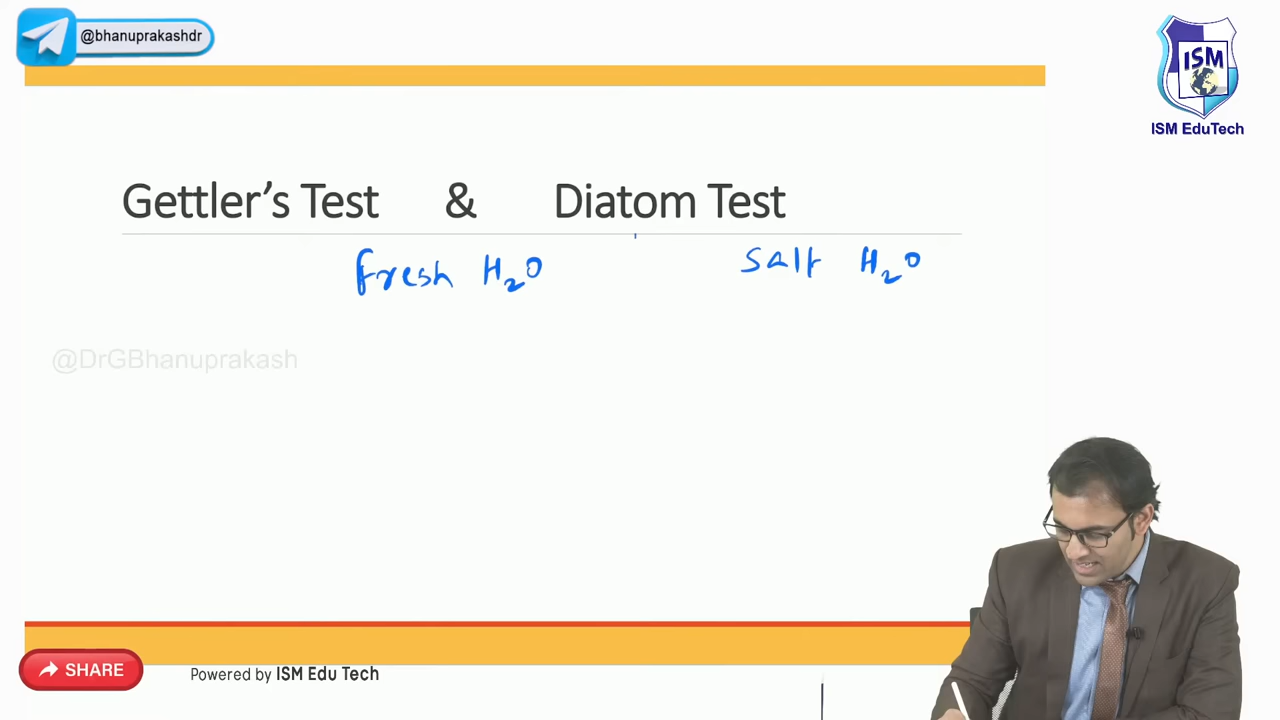 @bhanuprakashdr
ISM
ISM EduTech
Gettler's Test & Diatom Test
Fresh H2O Salt H2O
@DrGBhanuprakash
SHARE
Powered by ISM Edu Tech